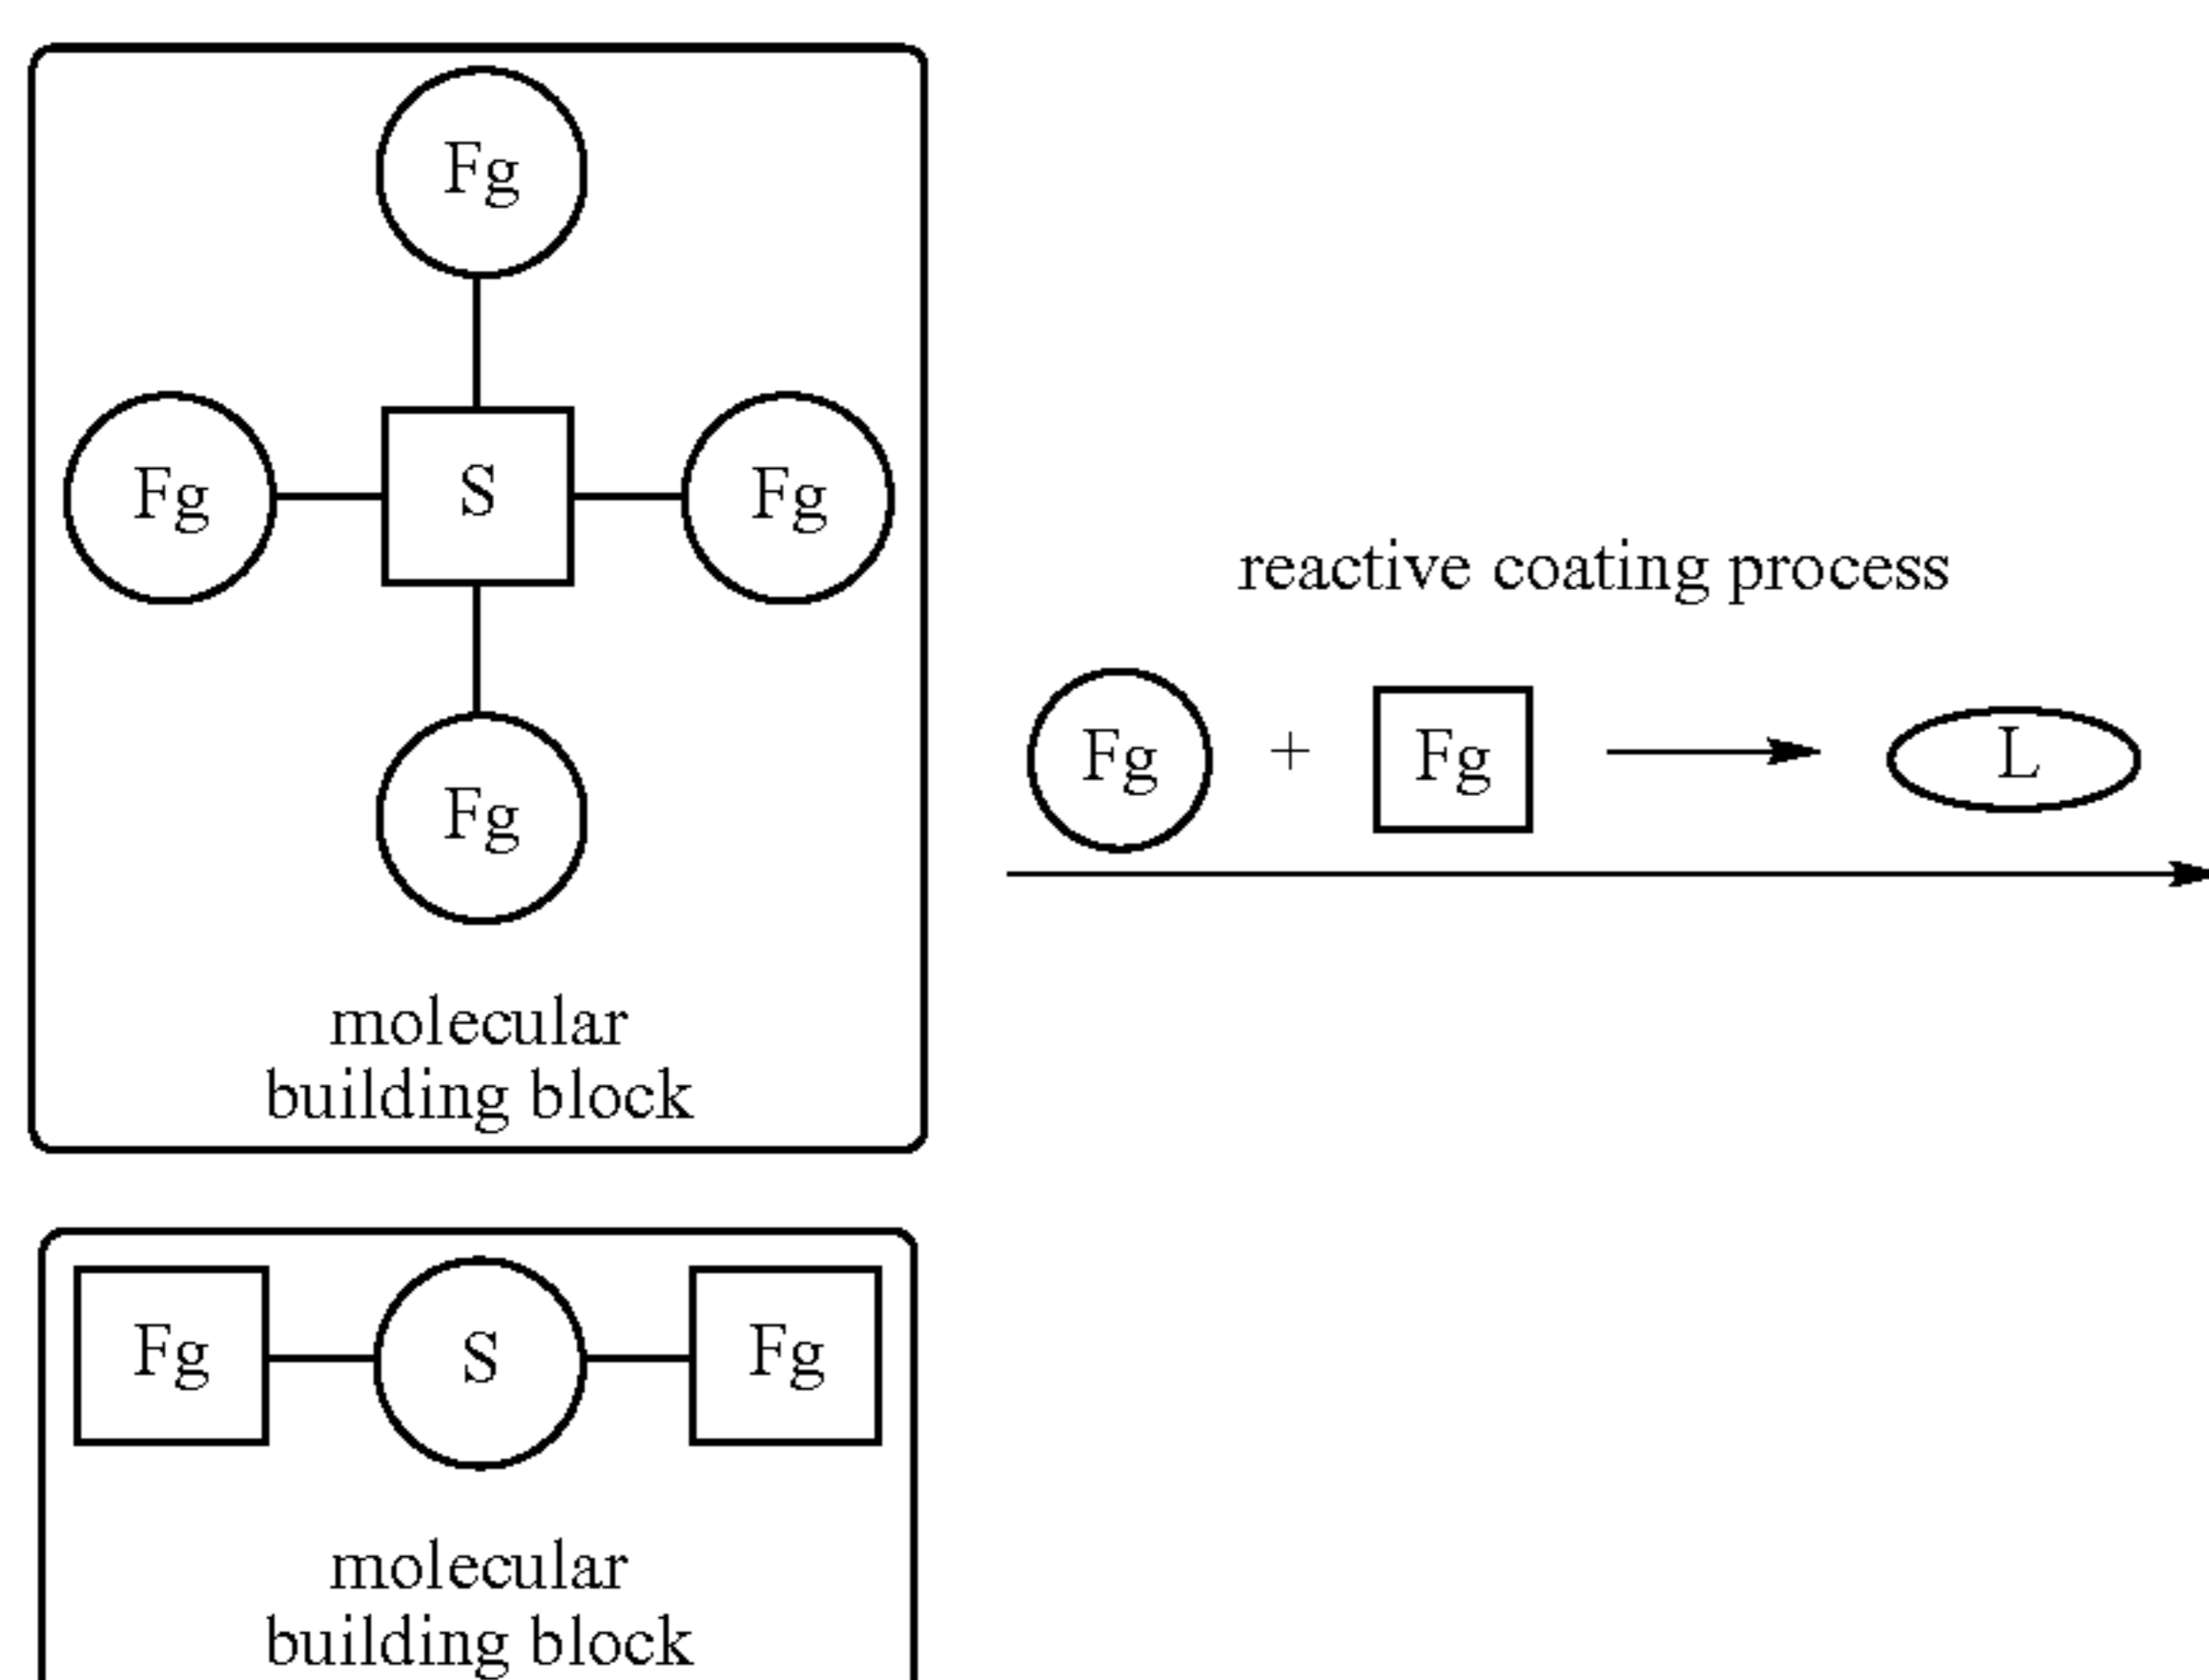 Fg
Fg S Fg
Fg
molecular
building block
reactive coating process
Fg + Fg L
Fg S Fg
molecular
building block